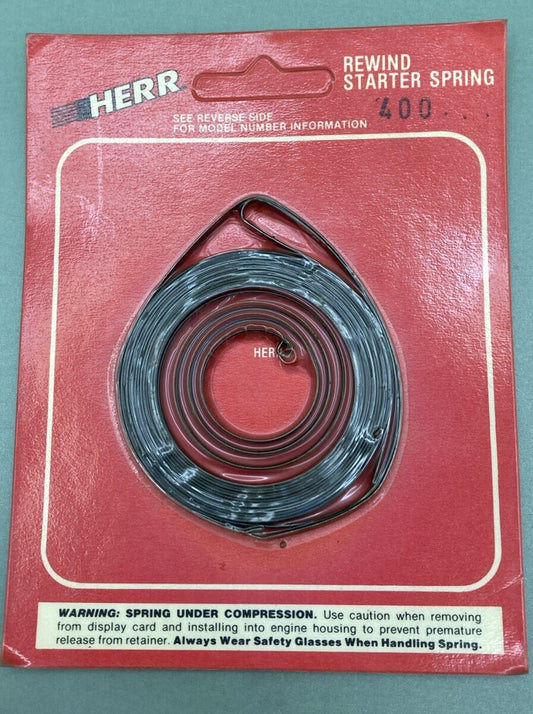 HERR
REWIND
STARTER SPRING
400
SEE REVERSE SIDE
FOR MODEL NUMBER INFORMATION
HER
WARNING: SPRING UNDER COMPRESSION. Use caution when removing
from display card and installing into engine housing to prevent premature
release from retainer. Always Wear Safety Glasses When Handling Spring.